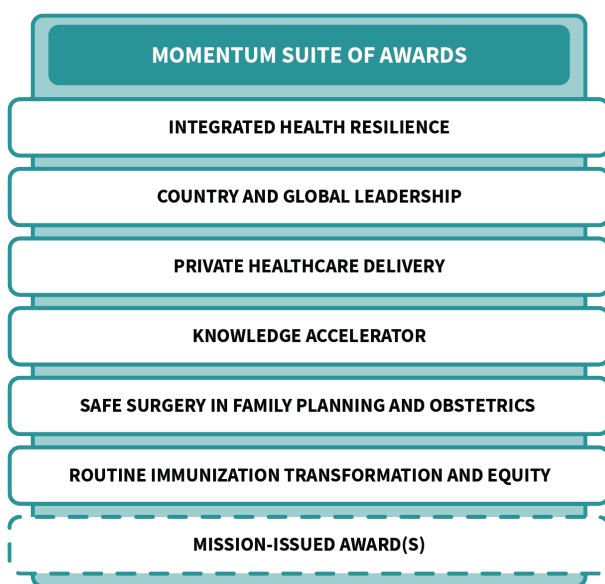 MOMENTUM SUITE OF AWARDS
INTEGRATED HEALTH RESILIENCE
COUNTRY AND GLOBAL LEADERSHIP
PRIVATE HEALTHCARE DELIVERY
KNOWLEDGE ACCELERATOR
SAFE SURGERY IN FAMILY PLANNING AND OBSTETRICS
ROUTINE IMMUNIZATION TRANSFORMATION AND EQUITY
MISSION-ISSUED AWARD(S)